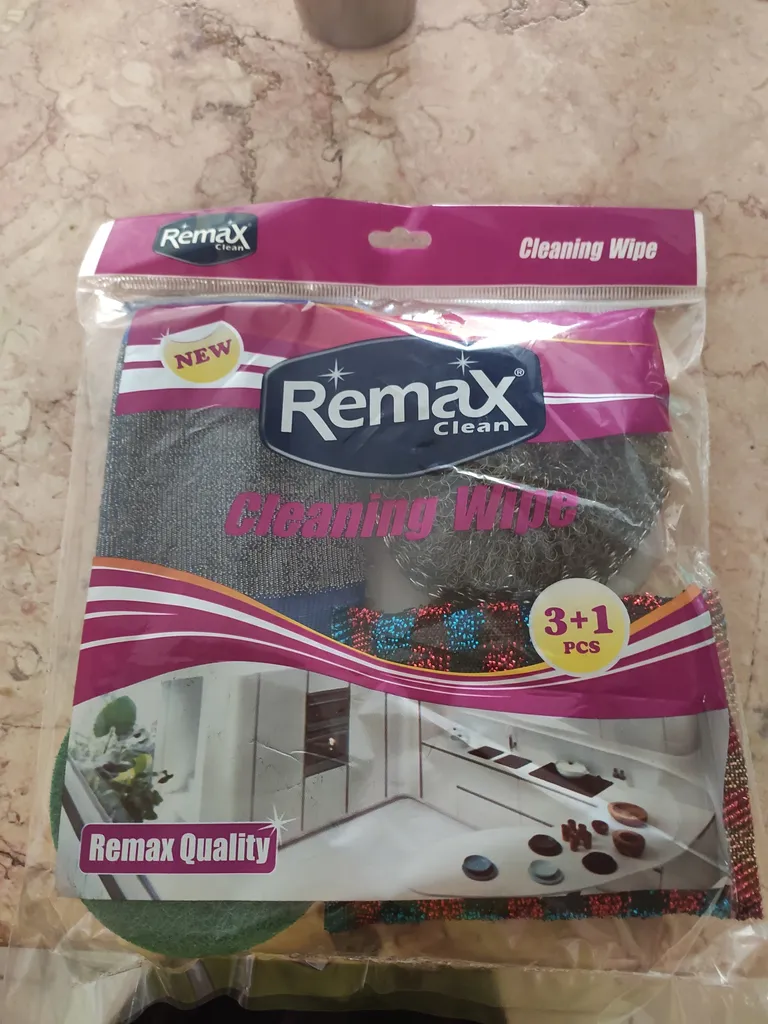 Remax
Clean
Cleaning Wipe
NEW
Remax®
Clean
Cleaning Wipe
3+1
PCS
Remax Quality